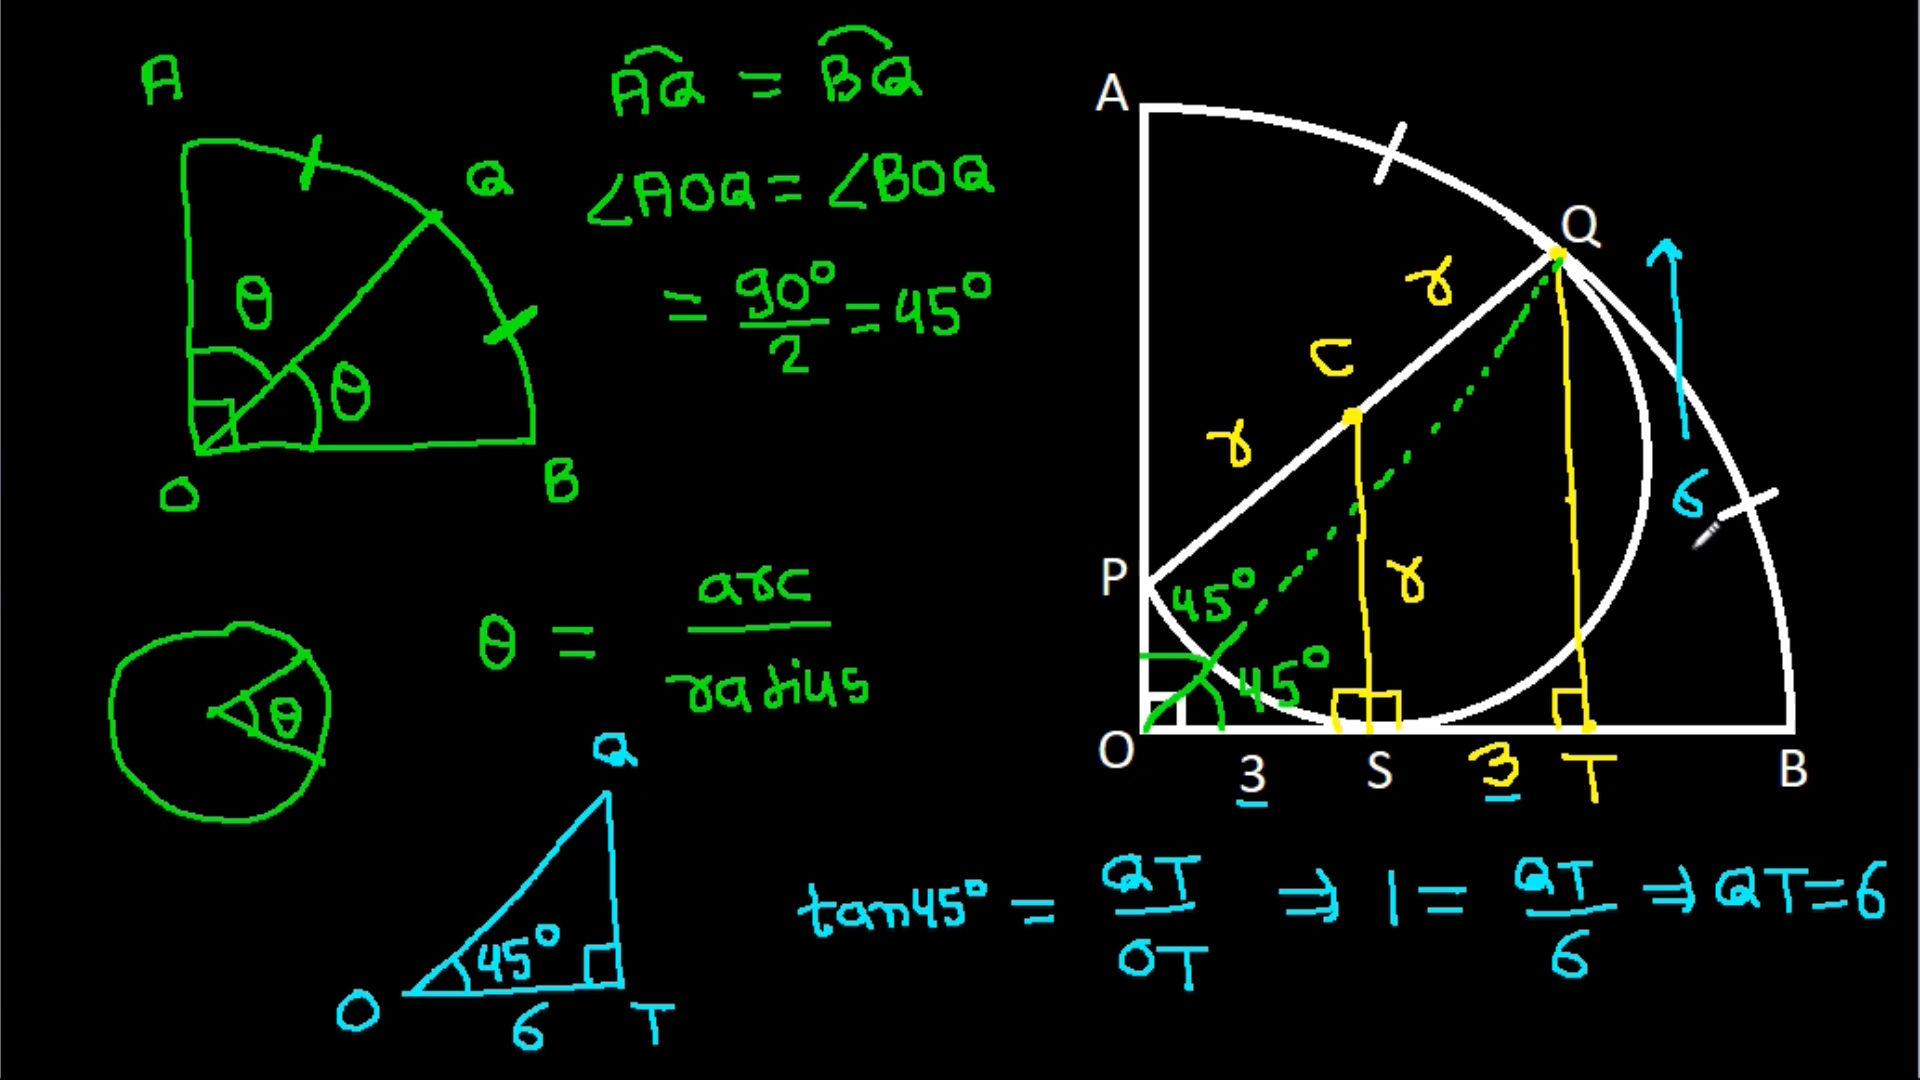 A
Q
θ
θ
O
B
AQ = BQ
∠AOQ = ∠BOQ
= 90°/2 = 45°
θ = arc/radius
θ
Q
45°
O
6
T
A
Q
r
C
r
r
6
P
45°
45°
O
3
S
3
T
B
tan45° = QT/OT ⇒ 1 = QT/6 ⇒ QT=6